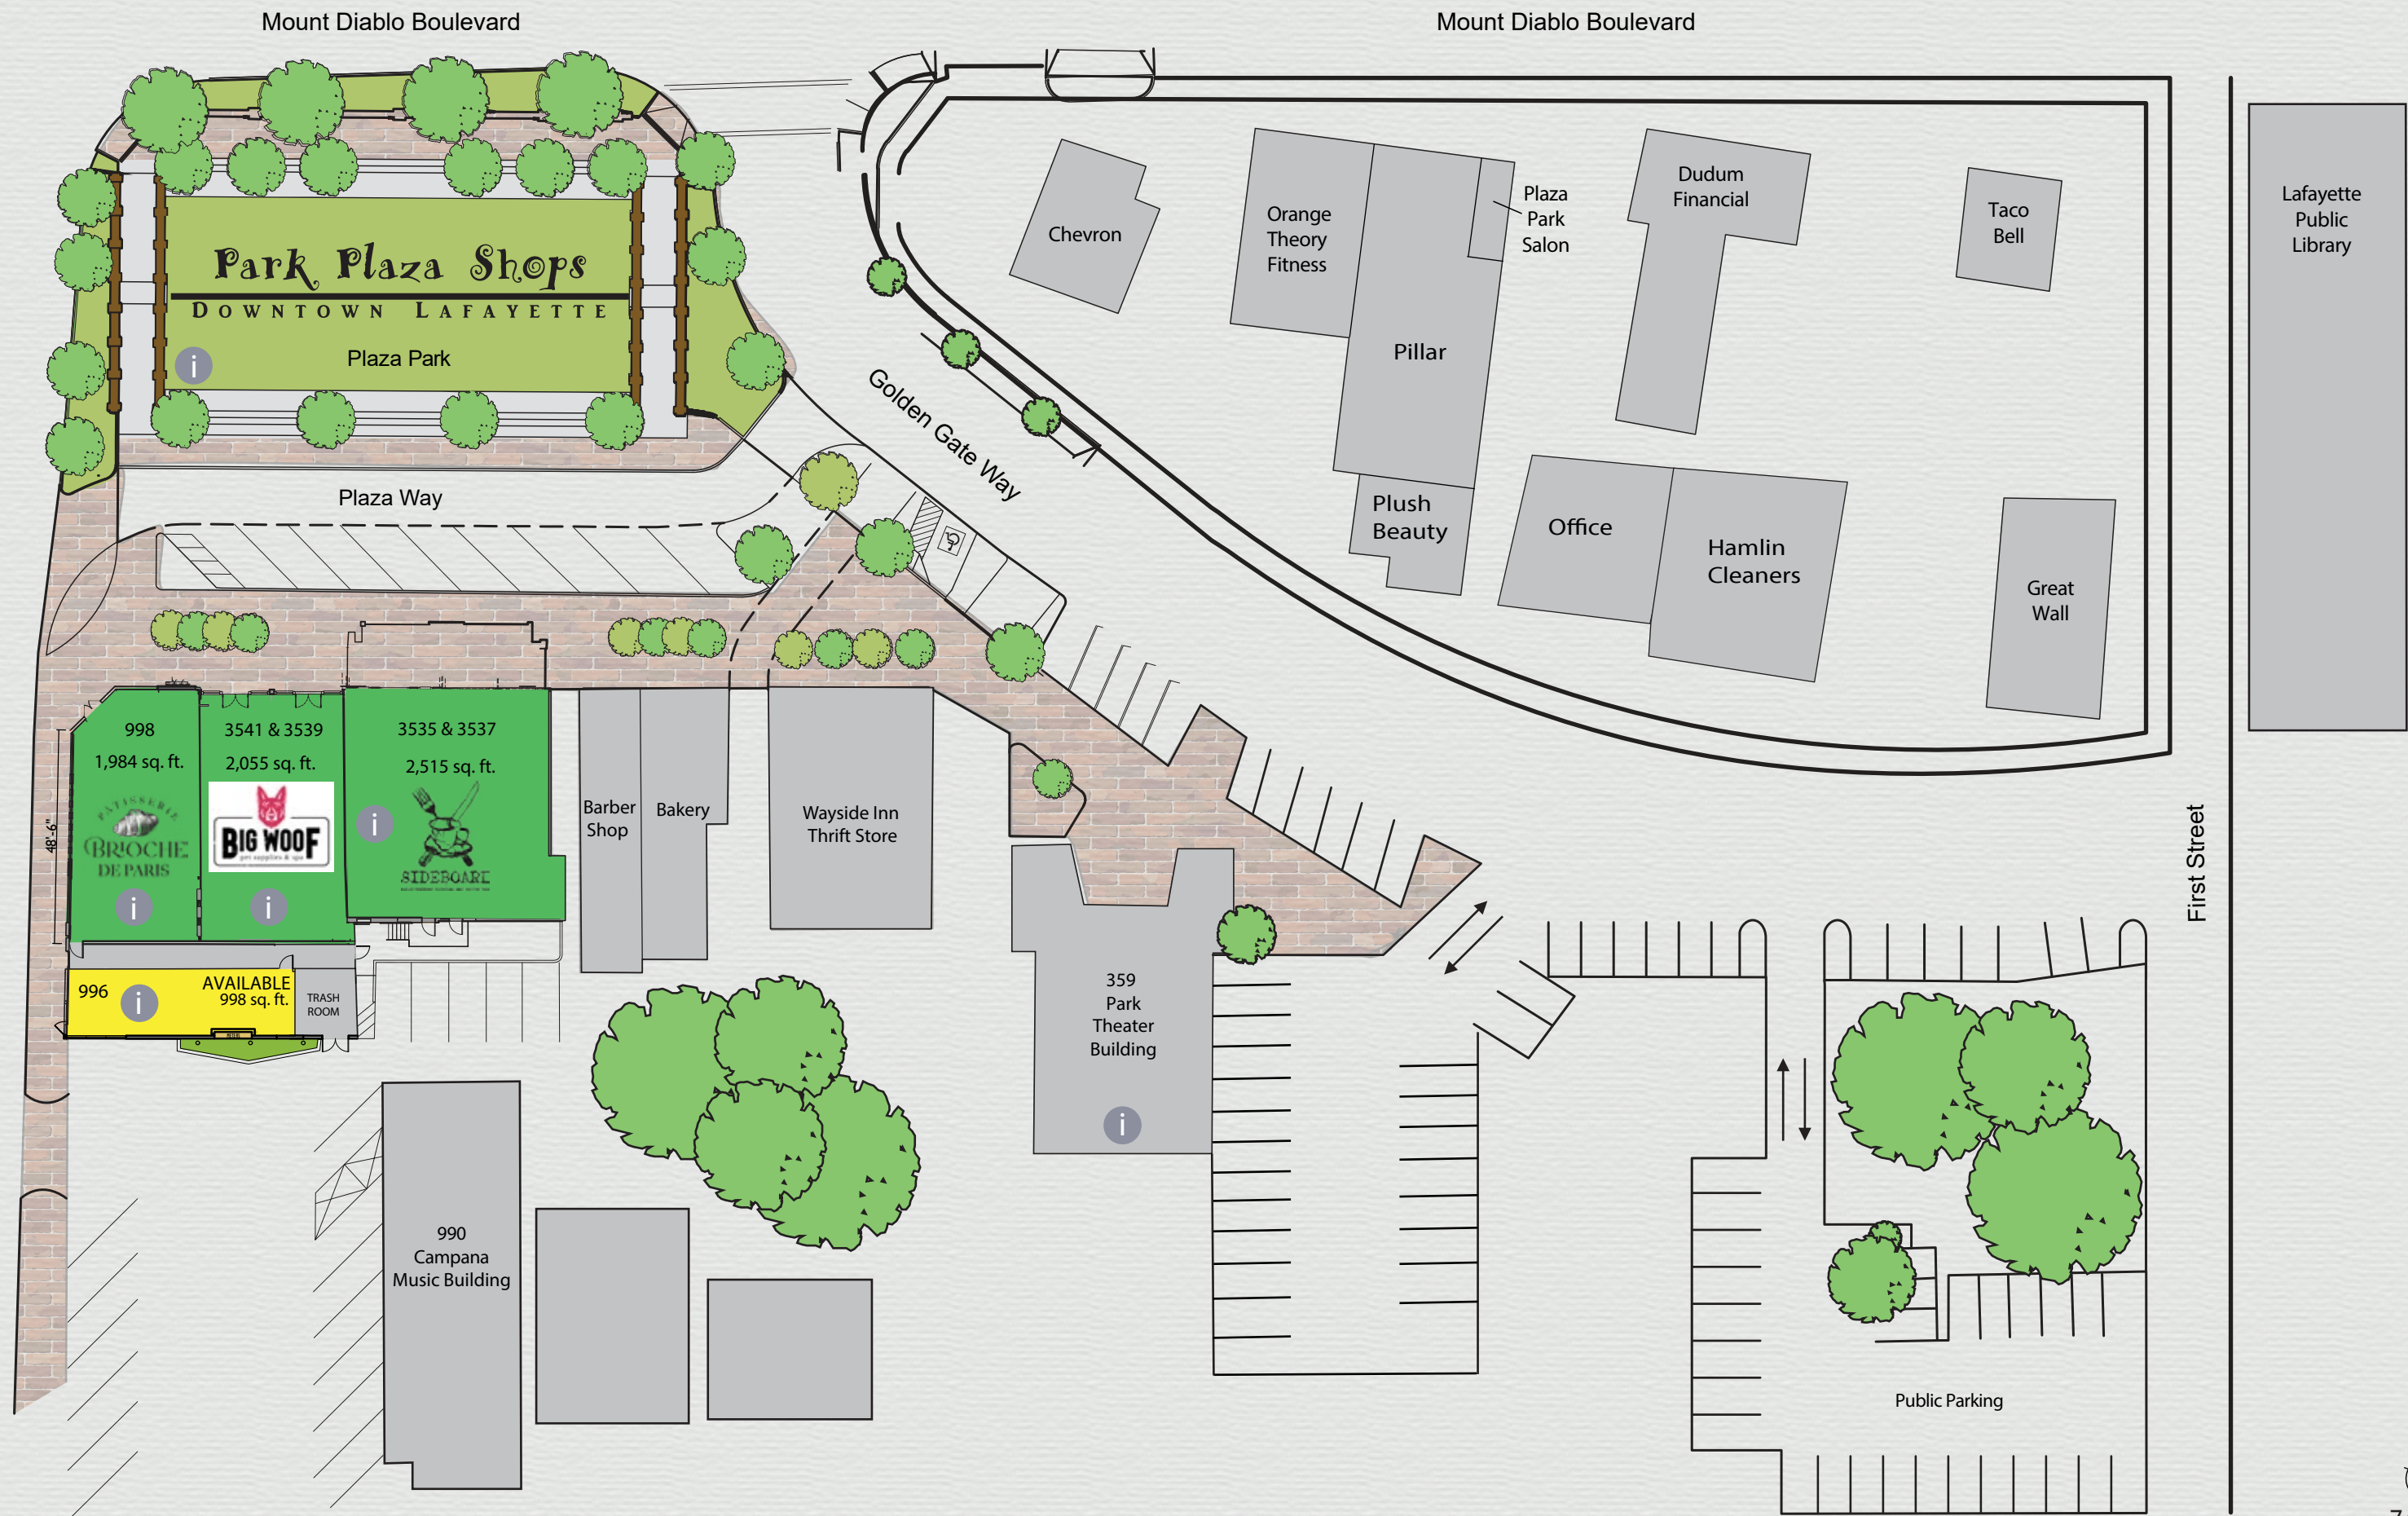 Mount Diablo Boulevard
Mount Diablo Boulevard
Park Plaza Shops
DOWNTOWN LAFAYETTE
i
Plaza Park
Plaza Way
Golden Gate Way
Chevron
Orange
Theory
Fitness
Pillar
Plaza
Park
Salon
Dudum
Financial
Taco
Bell
Lafayette
Public
Library
Plush
Beauty
Office
Hamlin
Cleaners
Great
Wall
First Street
998
1,984 sq. ft.
PATISSERIE
BRIOCHE
DE PARIS
i
3541 & 3539
2,055 sq. ft.
BIG WOOF
pet supplies & spa
i
3535 & 3537
2,515 sq. ft.
i
SIDEBOARD
48'-6"
Barber
Shop
Bakery
Wayside Inn
Thrift Store
996
i
AVAILABLE
998 sq. ft.
TRASH
ROOM
359
Park
Theater
Building
i
990
Campana
Music Building
Public Parking